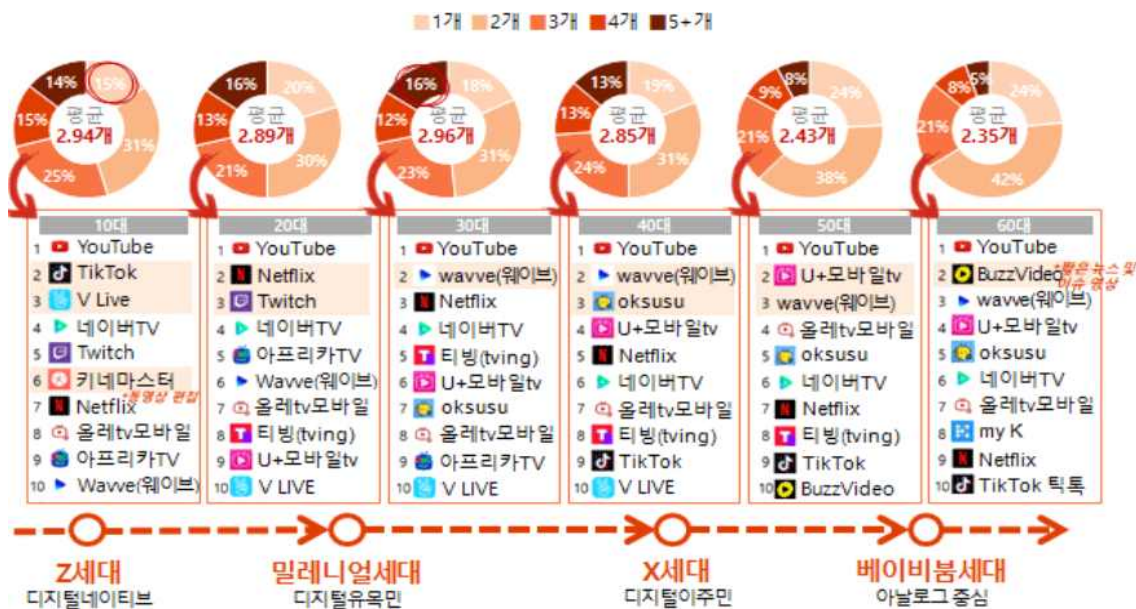 1개 2개 3개 4개 5+개
14% 15% 31% 25% 15%
평균
2.94개
16% 20% 30% 21% 13%
평균
2.89개
16% 18% 31% 23% 12%
평균
2.96개
13% 19% 31% 24% 13%
평균
2.85개
8% 24% 38% 21% 9%
평균
2.43개
5% 24% 42% 21% 8%
평균
2.35개
10대
1 YouTube
2 TikTok
3 V Live
4 네이버TV
5 Twitch
6 키네마스터
*동영상 편집
7 Netflix
8 올레tv모바일
9 아프리카TV
10 Wavve(웨이브)
20대
1 YouTube
2 Netflix
3 Twitch
4 네이버TV
5 아프리카TV
6 Wavve(웨이브)
7 올레tv모바일
8 티빙(tving)
9 U+모바일tv
10 V LIVE
30대
1 YouTube
2 wavve(웨이브)
3 Netflix
4 네이버TV
5 티빙(tving)
6 U+모바일tv
7 oksusu
8 올레tv모바일
9 아프리카TV
10 V LIVE
40대
1 YouTube
2 wavve(웨이브)
3 oksusu
4 U+모바일tv
5 Netflix
6 네이버TV
7 올레tv모바일
8 티빙(tving)
9 TikTok
10 V LIVE
50대
1 YouTube
2 U+모바일tv
3 wavve(웨이브)
4 올레tv모바일
5 oksusu
6 네이버TV
7 Netflix
8 티빙(tving)
9 TikTok
10 BuzzVideo
60대
1 YouTube
2 BuzzVideo
*짧은 뉴스 및
이슈 영상
3 wavve(웨이브)
4 U+모바일tv
5 oksusu
6 네이버TV
7 올레tv모바일
8 my K
9 Netflix
10 TikTok 틱톡
Z세대
디지털네이티브
밀레니얼세대
디지털유목민
X세대
디지털이주민
베이비붐세대
아날로그 중심